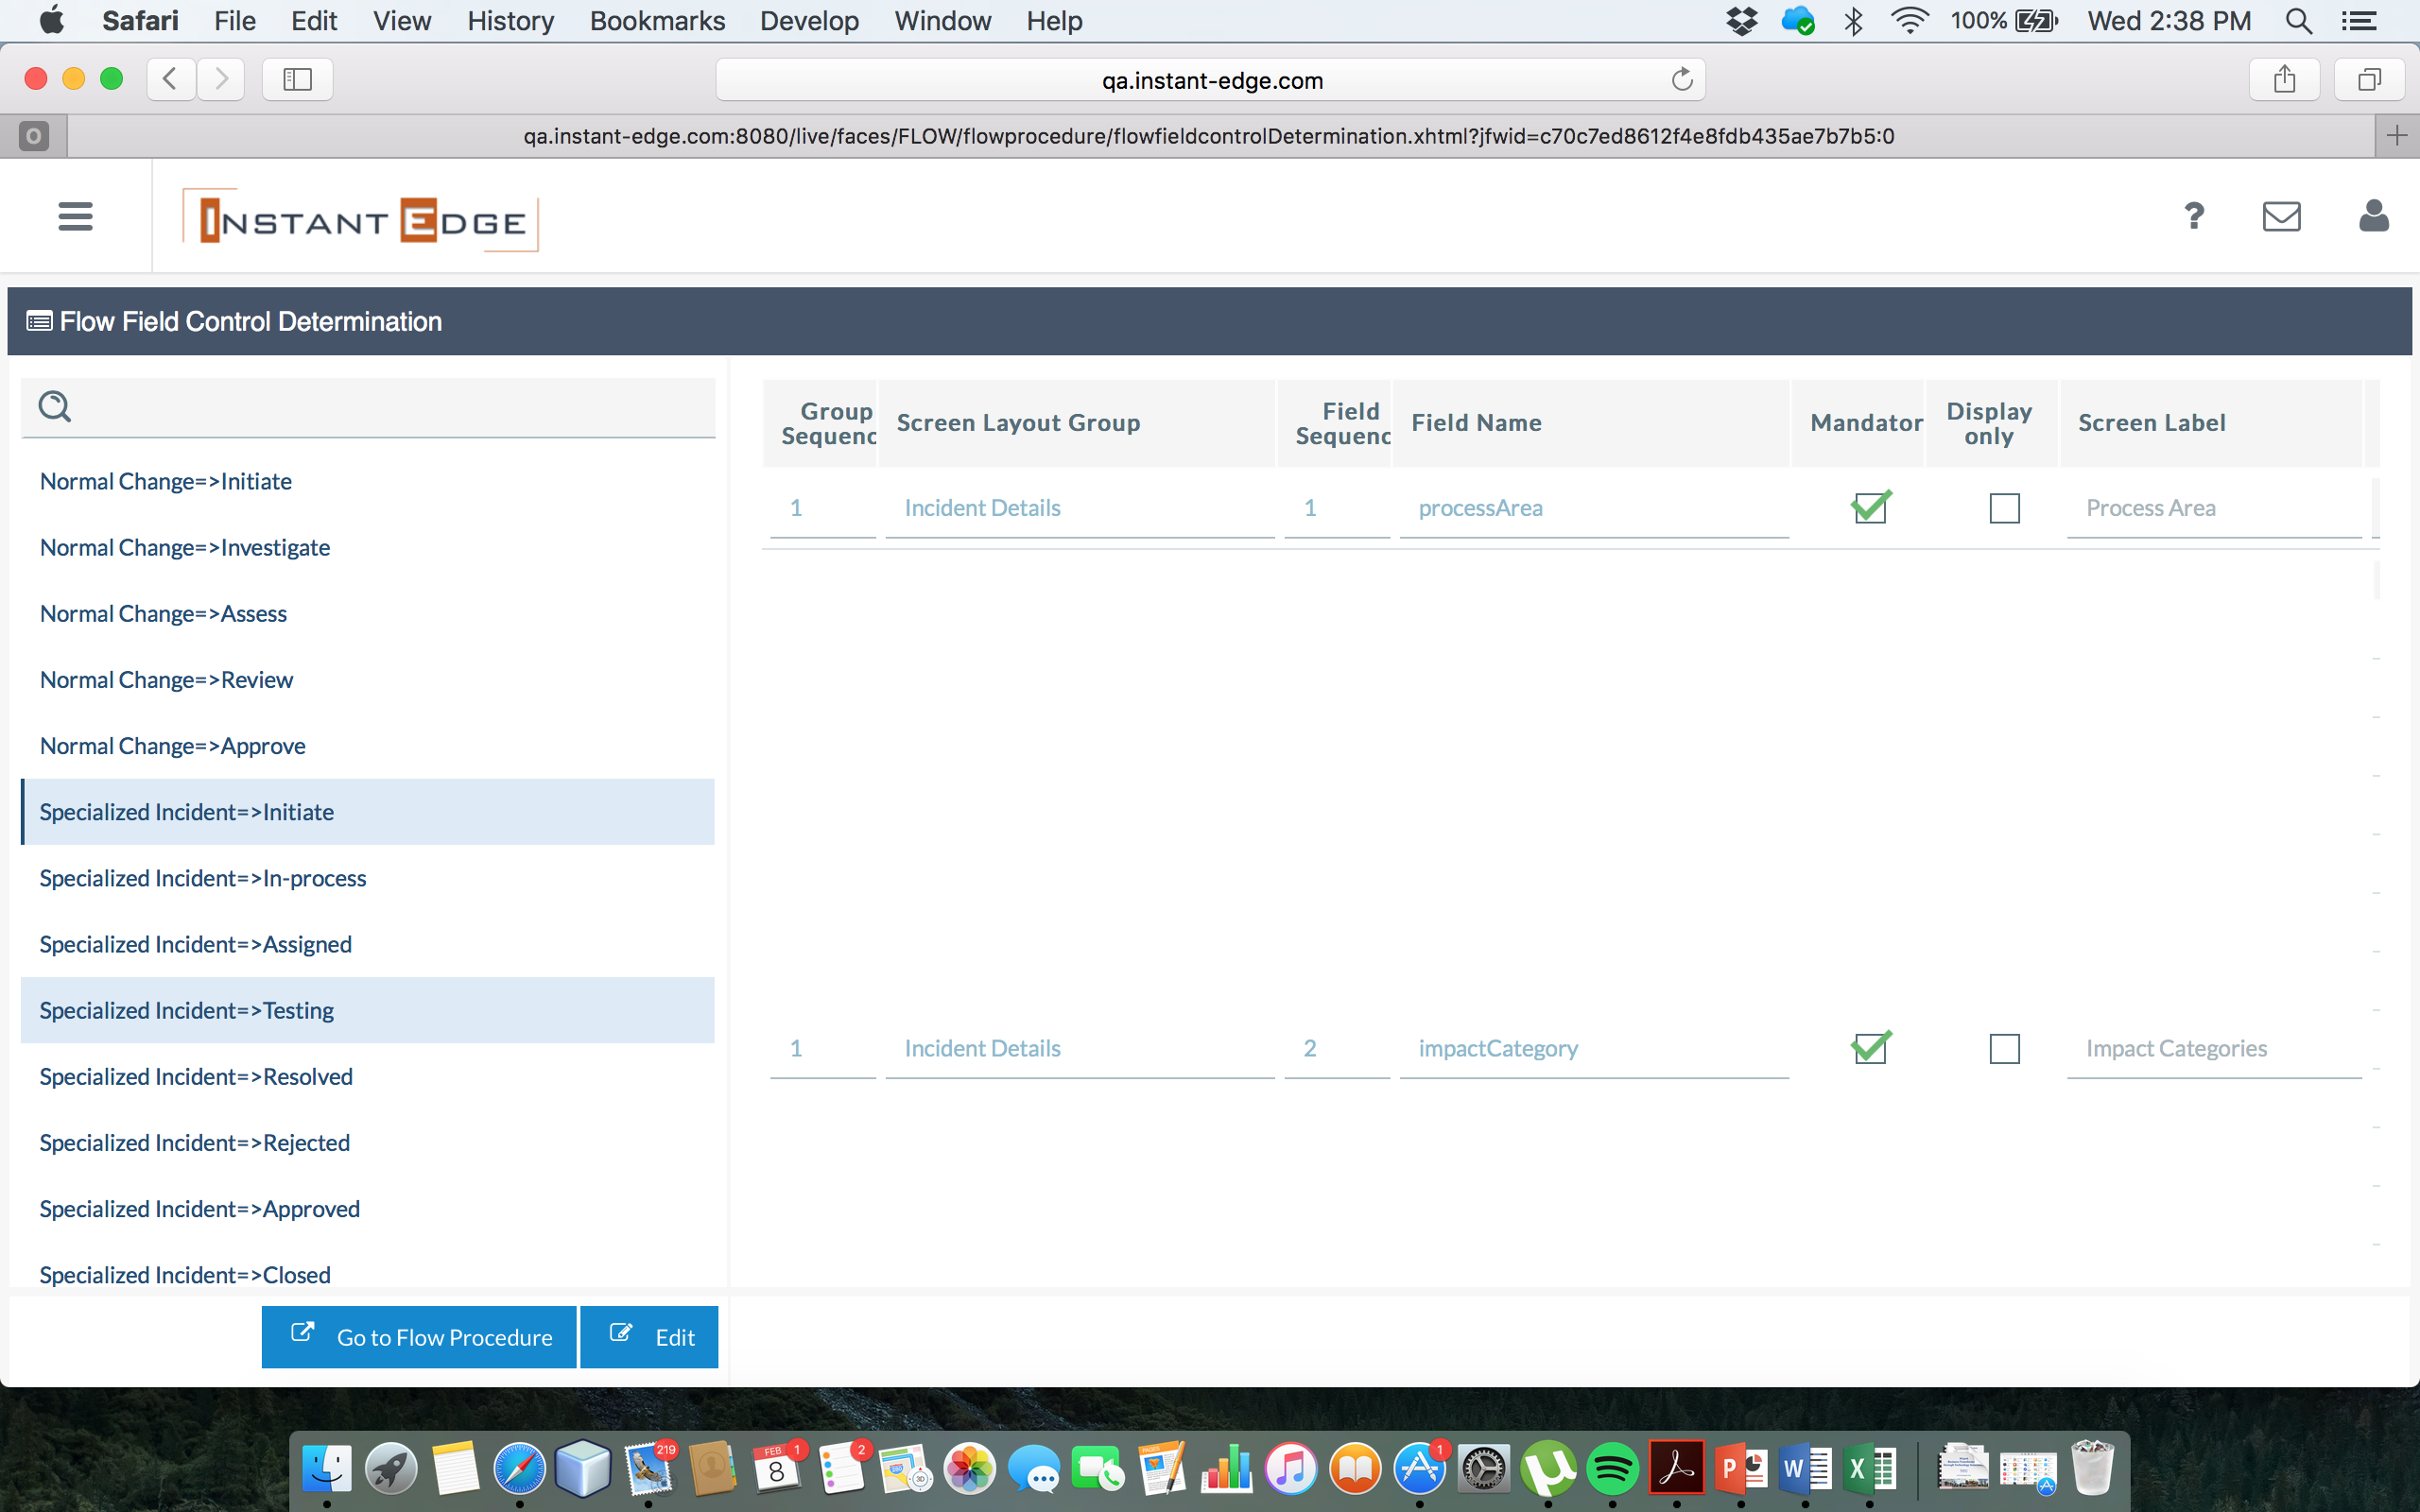 Safari File Edit View History Bookmarks Develop Window Help 100% Wed 2:38 PM
qa.instant-edge.com
O qa.instant-edge.com:8080/live/faces/FLOW/flowprocedure/flowfieldcontrolDetermination.xhtml?jfwid=c70c7ed8612f4e8fdb435ae7b7b5:0
INSTANT EDGE ?
Flow Field Control Determination
Group Sequenc Screen Layout Group Field Sequenc Field Name Mandator Display only Screen Label
1 Incident Details 1 processArea Process Area
1 Incident Details 2 impactCategory Impact Categories
Normal Change=>Initiate
Normal Change=>Investigate
Normal Change=>Assess
Normal Change=>Review
Normal Change=>Approve
Specialized Incident=>Initiate
Specialized Incident=>In-process
Specialized Incident=>Assigned
Specialized Incident=>Testing
Specialized Incident=>Resolved
Specialized Incident=>Rejected
Specialized Incident=>Approved
Specialized Incident=>Closed
Go to Flow Procedure Edit
219 FEB 8 1 2 PAGES 1 P W X